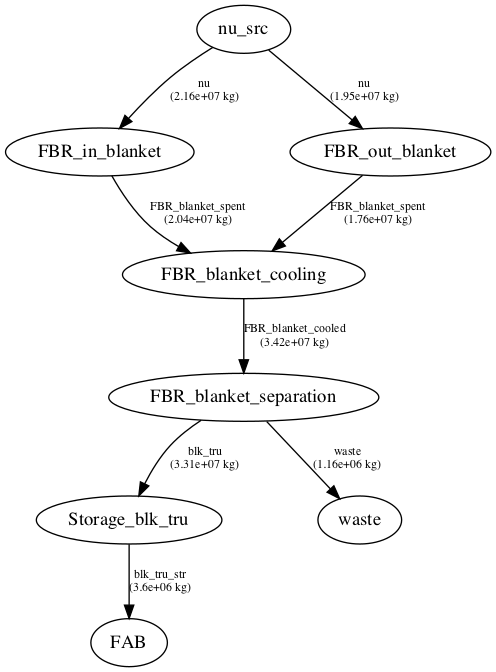 nu_src
nu
(2.16e+07 kg)
nu
(1.95e+07 kg)
FBR_in_blanket
FBR_out_blanket
FBR_blanket_spent
(2.04e+07 kg)
FBR_blanket_spent
(1.76e+07 kg)
FBR_blanket_cooling
FBR_blanket_cooled
(3.42e+07 kg)
FBR_blanket_separation
blk_tru
(3.31e+07 kg)
waste
(1.16e+06 kg)
Storage_blk_tru
waste
blk_tru_str
(3.6e+06 kg)
FAB